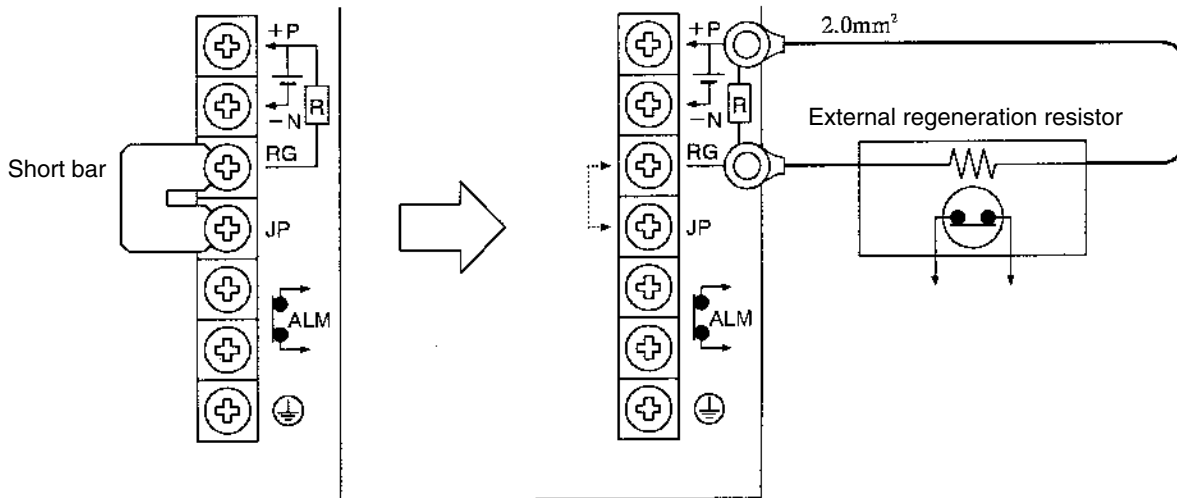 +P
−N
R
RG
Short bar
JP
ALM
+P
2.0mm²
−N
R
External regeneration resistor
RG
JP
ALM